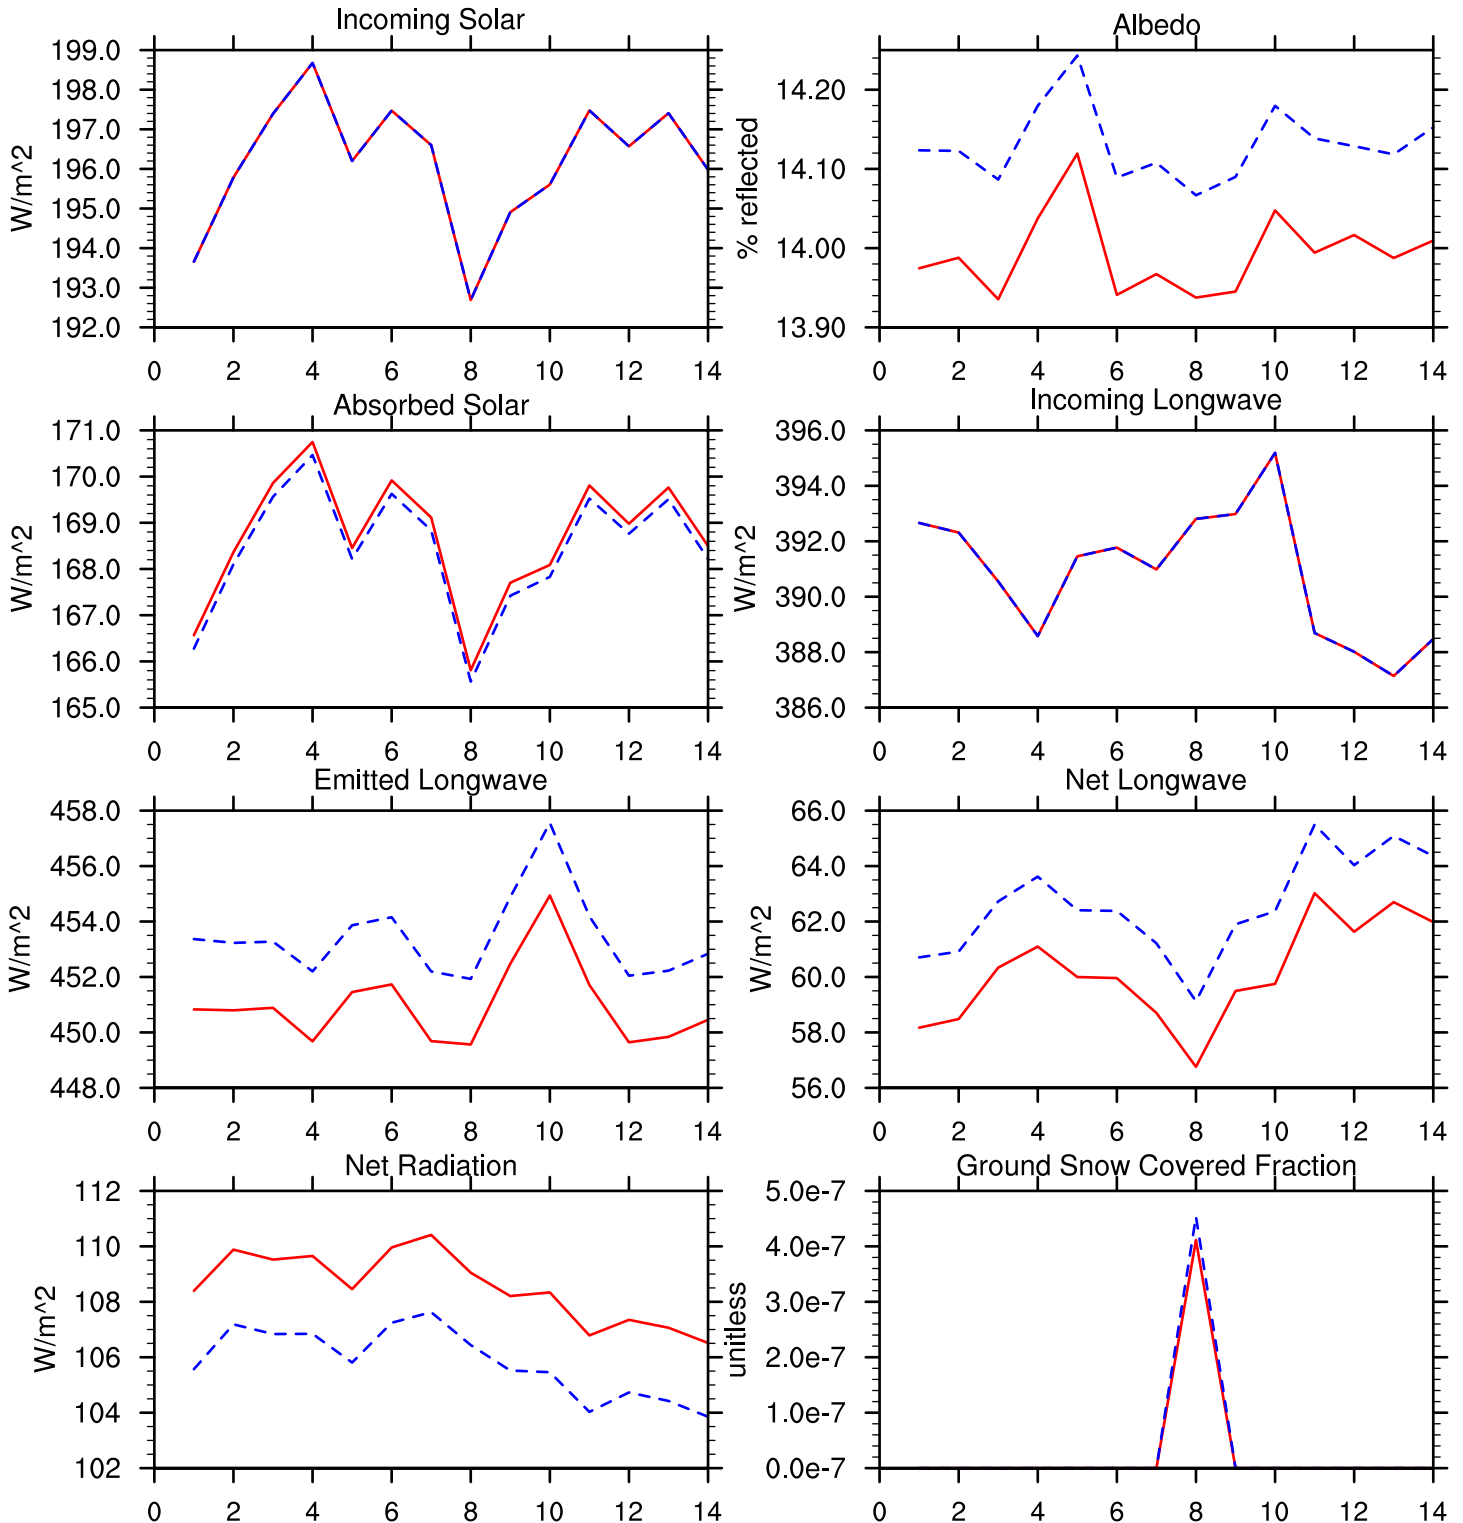 Incoming Solar
W/m^2
199.0
198.0
197.0
196.0
195.0
194.0
193.0
192.0
0 2 4 6 8 10 12 14
Albedo
% reflected
14.20
14.10
14.00
13.90
0 2 4 6 8 10 12 14
Absorbed Solar
W/m^2
171.0
170.0
169.0
168.0
167.0
166.0
165.0
0 2 4 6 8 10 12 14
Incoming Longwave
W/m^2
396.0
394.0
392.0
390.0
388.0
386.0
0 2 4 6 8 10 12 14
Emitted Longwave
W/m^2
458.0
456.0
454.0
452.0
450.0
448.0
0 2 4 6 8 10 12 14
Net Longwave
W/m^2
66.0
64.0
62.0
60.0
58.0
56.0
0 2 4 6 8 10 12 14
Net Radiation
W/m^2
112
110
108
106
104
102
0 2 4 6 8 10 12 14
Ground Snow Covered Fraction
unitless
5.0e-7
4.0e-7
3.0e-7
2.0e-7
1.0e-7
0.0e-7
0 2 4 6 8 10 12 14